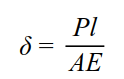 δ = Pl / AE